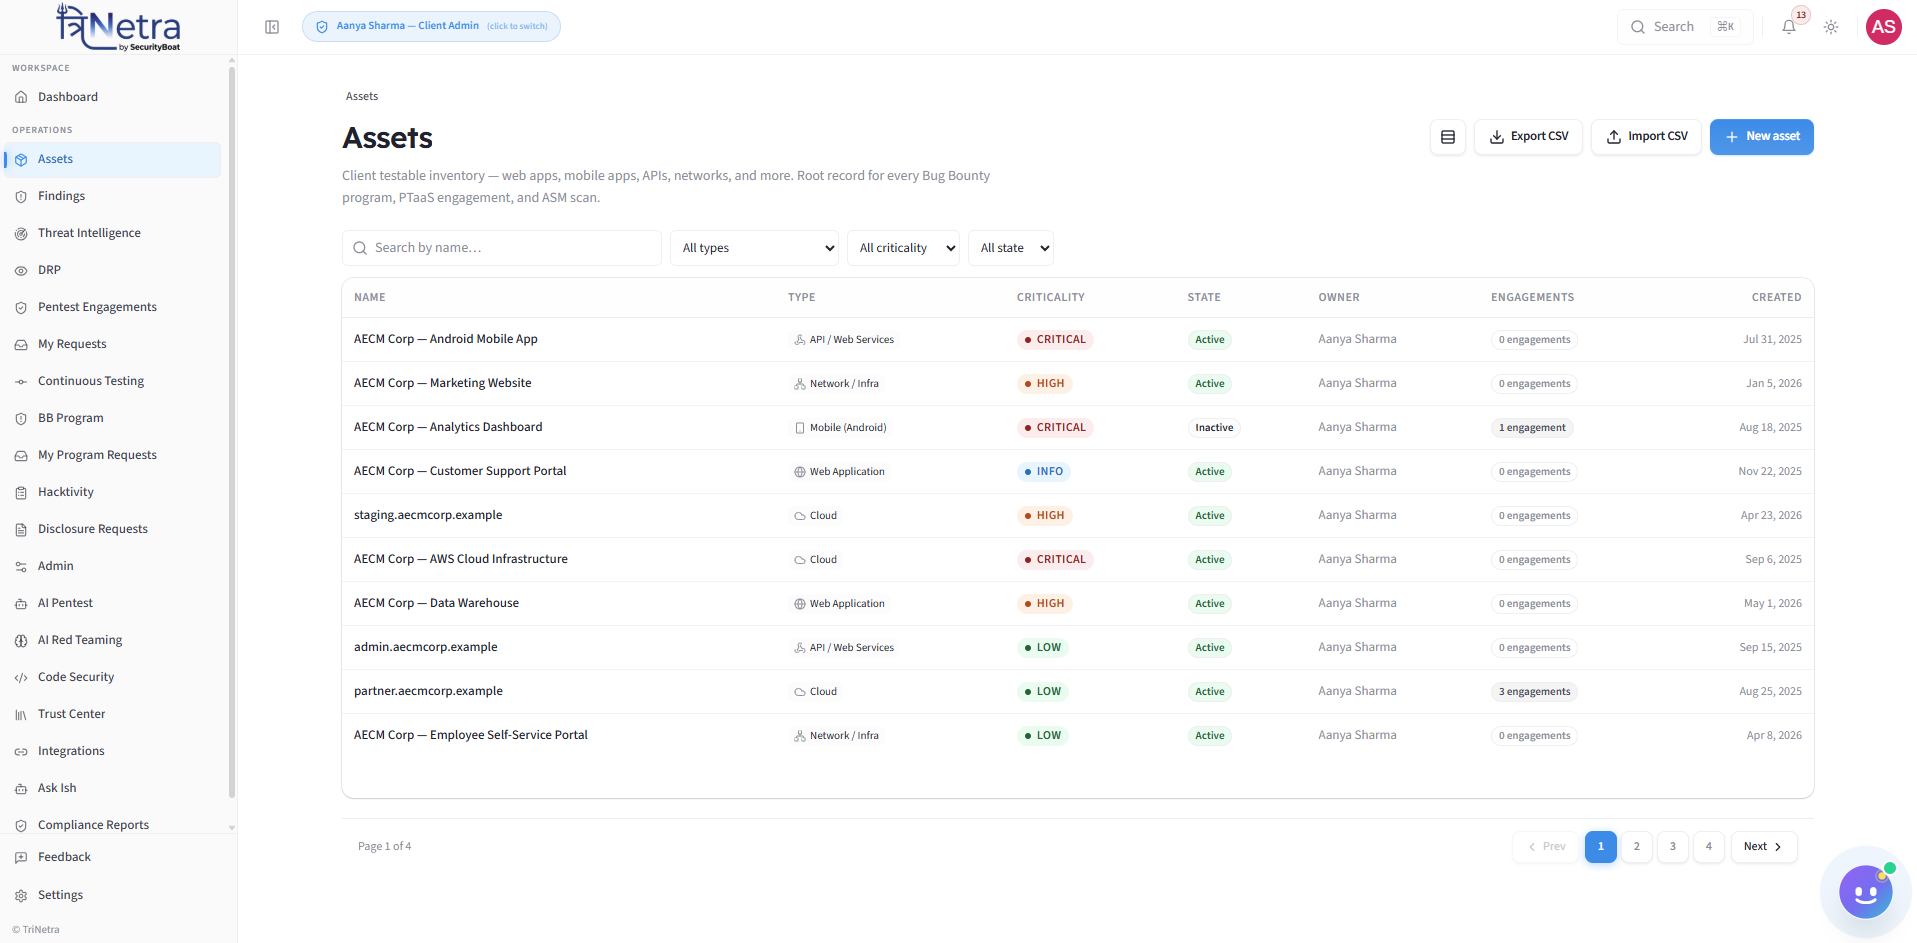 त्रिNetra
by SecurityBoat
Aanya Sharma — Client Admin (click to switch)
Search ⌘K
13
AS
WORKSPACE
Dashboard
OPERATIONS
Assets
Findings
Threat Intelligence
DRP
Pentest Engagements
My Requests
Continuous Testing
BB Program
My Program Requests
Hacktivity
Disclosure Requests
Admin
AI Pentest
AI Red Teaming
Code Security
Trust Center
Integrations
Ask Ish
Compliance Reports
Feedback
Settings
© TriNetra
Assets
Assets
Export CSV
Import CSV
New asset
Client testable inventory — web apps, mobile apps, APIs, networks, and more. Root record for every Bug Bounty
program, PTaaS engagement, and ASM scan.
Search by name…
All types
All criticality
All state
NAME TYPE CRITICALITY STATE OWNER ENGAGEMENTS CREATED
AECM Corp — Android Mobile App API / Web Services CRITICAL Active Aanya Sharma 0 engagements Jul 31, 2025
AECM Corp — Marketing Website Network / Infra HIGH Active Aanya Sharma 0 engagements Jan 5, 2026
AECM Corp — Analytics Dashboard Mobile (Android) CRITICAL Inactive Aanya Sharma 1 engagement Aug 18, 2025
AECM Corp — Customer Support Portal Web Application INFO Active Aanya Sharma 0 engagements Nov 22, 2025
staging.aecmcorp.example Cloud HIGH Active Aanya Sharma 0 engagements Apr 23, 2026
AECM Corp — AWS Cloud Infrastructure Cloud CRITICAL Active Aanya Sharma 0 engagements Sep 6, 2025
AECM Corp — Data Warehouse Web Application HIGH Active Aanya Sharma 0 engagements May 1, 2026
admin.aecmcorp.example API / Web Services LOW Active Aanya Sharma 0 engagements Sep 15, 2025
partner.aecmcorp.example Cloud LOW Active Aanya Sharma 3 engagements Aug 25, 2025
AECM Corp — Employee Self-Service Portal Network / Infra LOW Active Aanya Sharma 0 engagements Apr 8, 2026
Page 1 of 4
Prev 1 2 3 4 Next